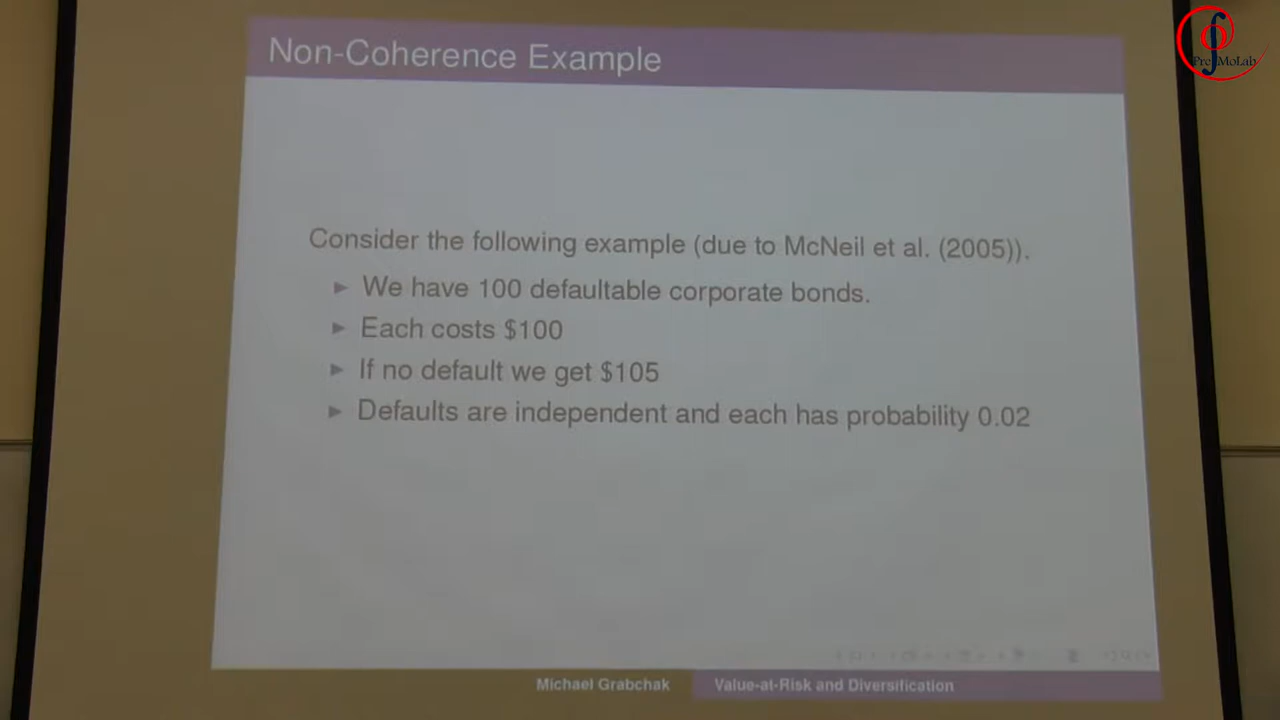 Non-Coherence Example
PreMoLab
Consider the following example (due to McNeil et al. (2005)).
▶ We have 100 defaultable corporate bonds.
▶ Each costs $100
▶ If no default we get $105
▶ Defaults are independent and each has probability 0.02
Michael Grabchak Value-at-Risk and Diversification